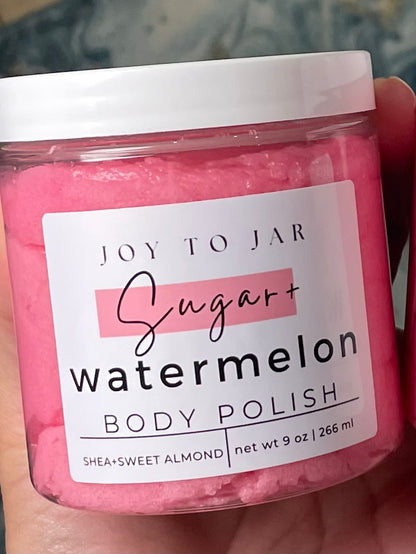 JOY TO JAR
Sugar+
watermelon
BODY POLISH
SHEA+SWEET ALMOND | net wt 9 oz | 266 ml